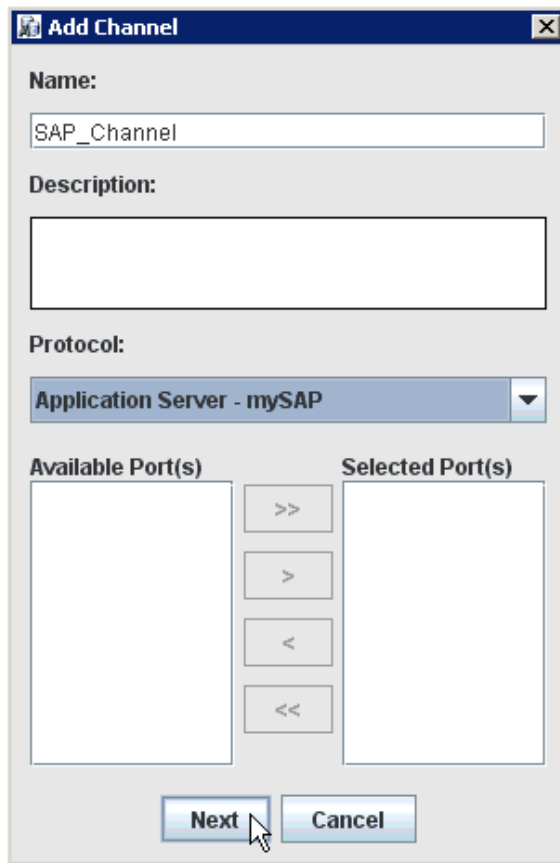 Add Channel
Name:
SAP_Channel
Description:
Protocol:
Application Server - mySAP
Available Port(s) Selected Port(s)
>>
>
<
<<
Next Cancel